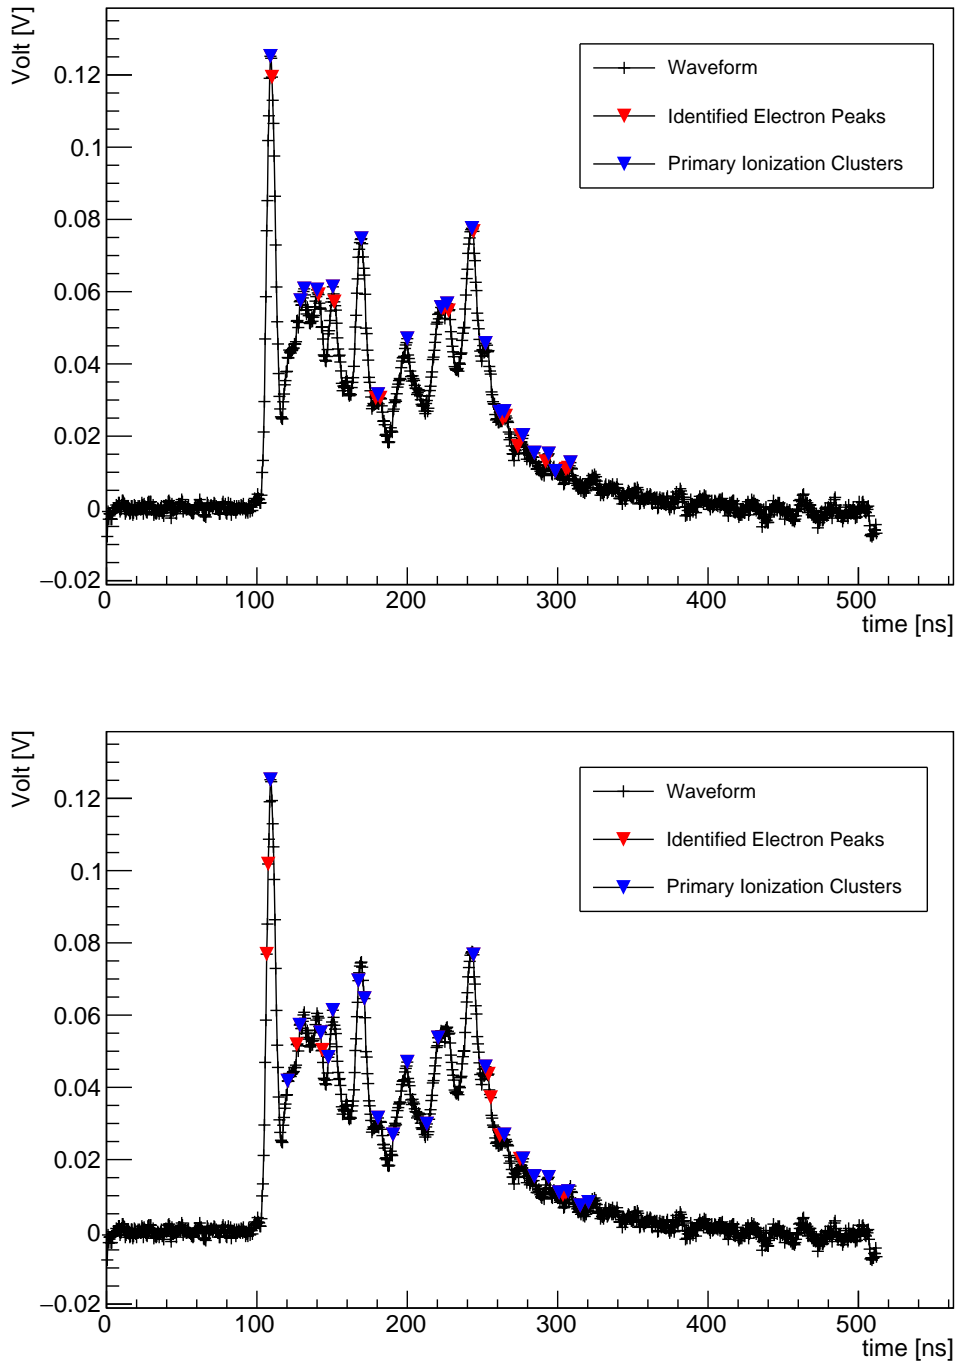 Volt [V]
0.12
0.1
0.08
0.06
0.04
0.02
0
−0.02
0 100 200 300 400 500
time [ns]
Waveform
Identified Electron Peaks
Primary Ionization Clusters
Volt [V]
0.12
0.1
0.08
0.06
0.04
0.02
0
−0.02
0 100 200 300 400 500
time [ns]
Waveform
Identified Electron Peaks
Primary Ionization Clusters